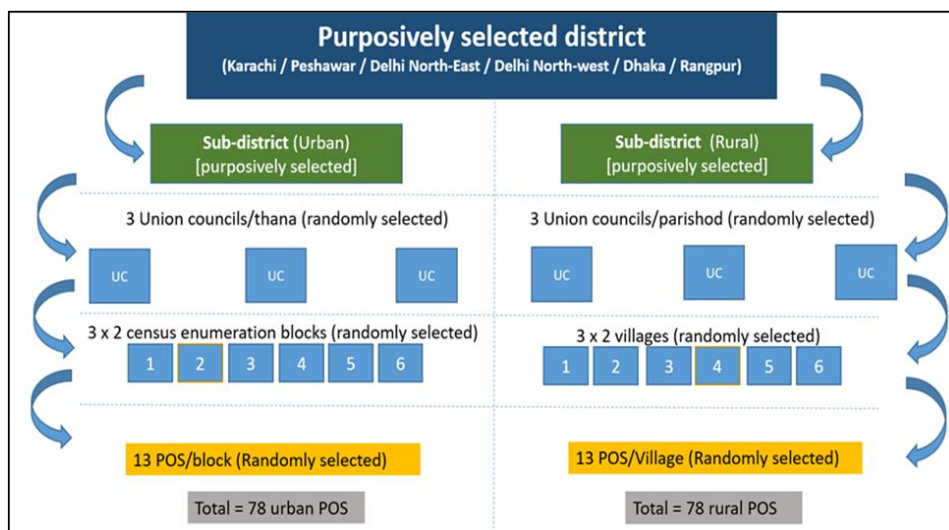 Purposively selected district
(Karachi / Peshawar / Delhi North-East / Delhi North-west / Dhaka / Rangpur)
Sub-district (Urban)
[purposively selected]
Sub-district (Rural)
[purposively selected]
3 Union councils/thana (randomly selected)
3 Union councils/parishod (randomly selected)
UC
UC
UC
UC
UC
UC
3 x 2 census enumeration blocks (randomly selected)
3 x 2 villages (randomly selected)
1 2 3 4 5 6
1 2 3 4 5 6
13 POS/block (Randomly selected)
13 POS/Village (Randomly selected)
Total = 78 urban POS
Total = 78 rural POS